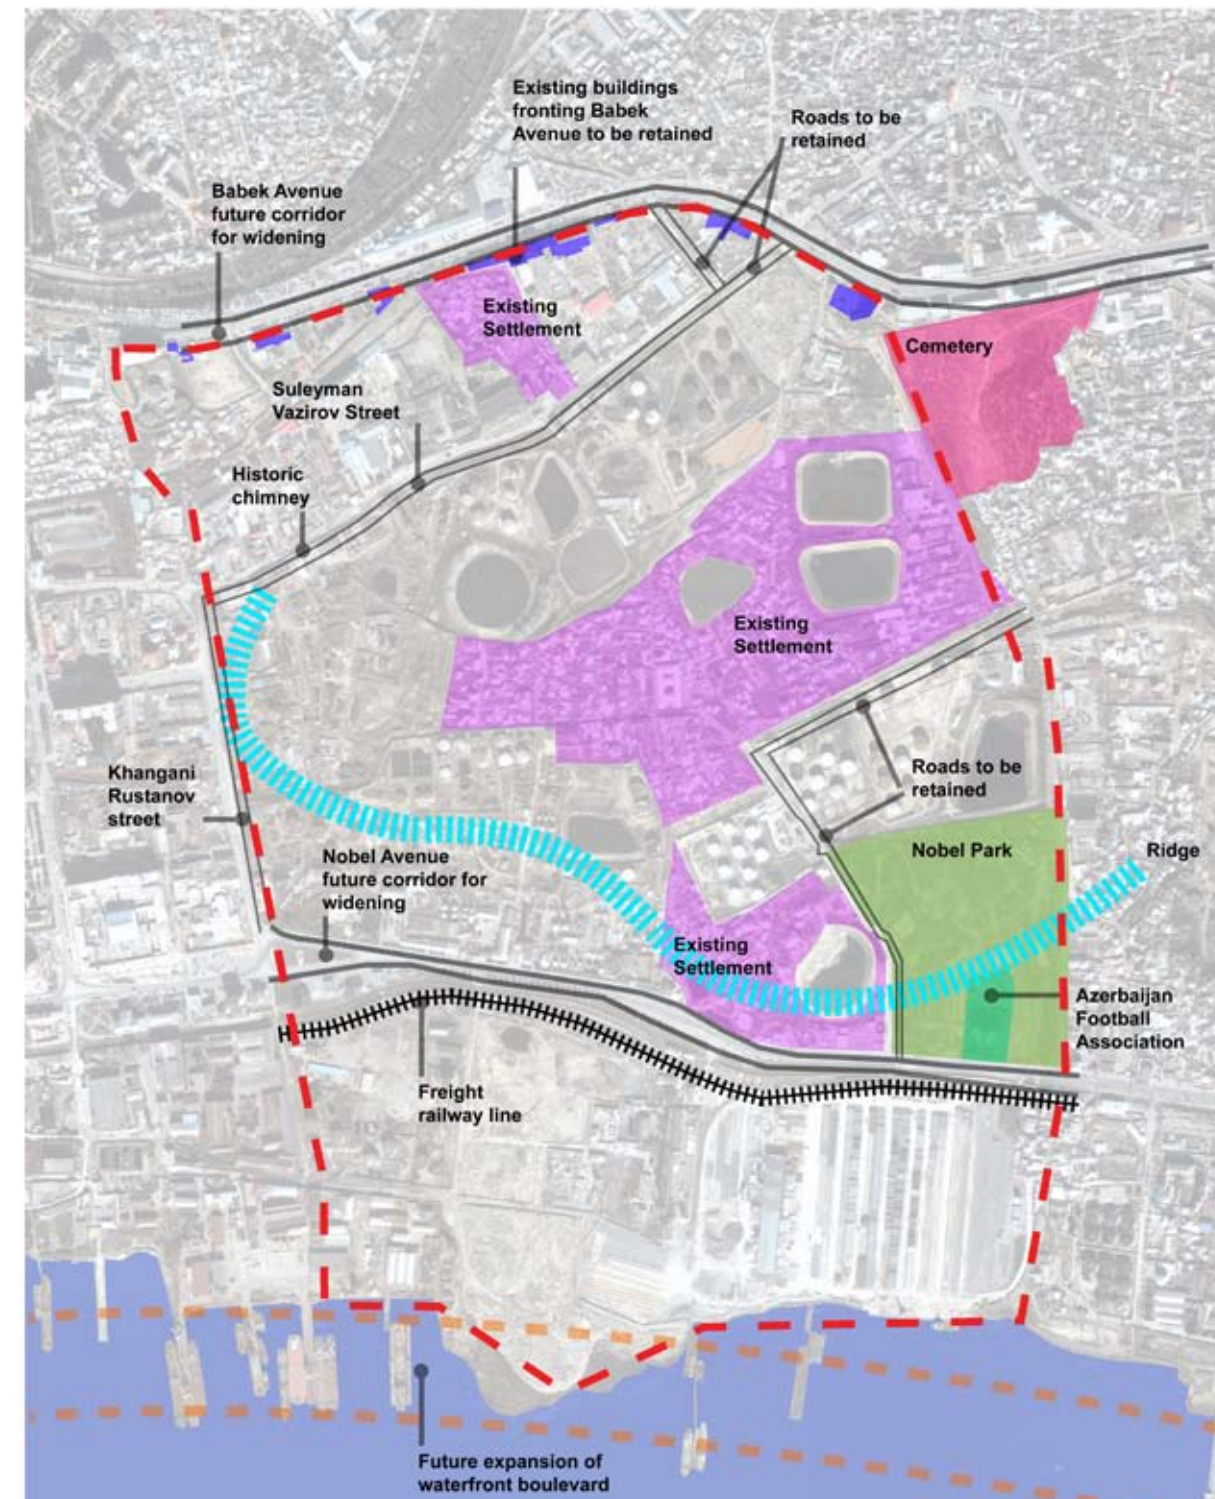 Existing buildings
fronting Babek
Avenue to be retained
Roads to be
retained
Babek Avenue
future corridor
for widening
Existing
Settlement
Cemetery
Suleyman
Vazirov Street
Historic
chimney
Existing
Settlement
Khangani
Rustanov
street
Roads to be
retained
Nobel Park
Ridge
Nobel Avenue
future corridor for
widening
Existing
Settlement
Azerbaijan
Football
Association
Freight
railway line
Future expansion of
waterfront boulevard